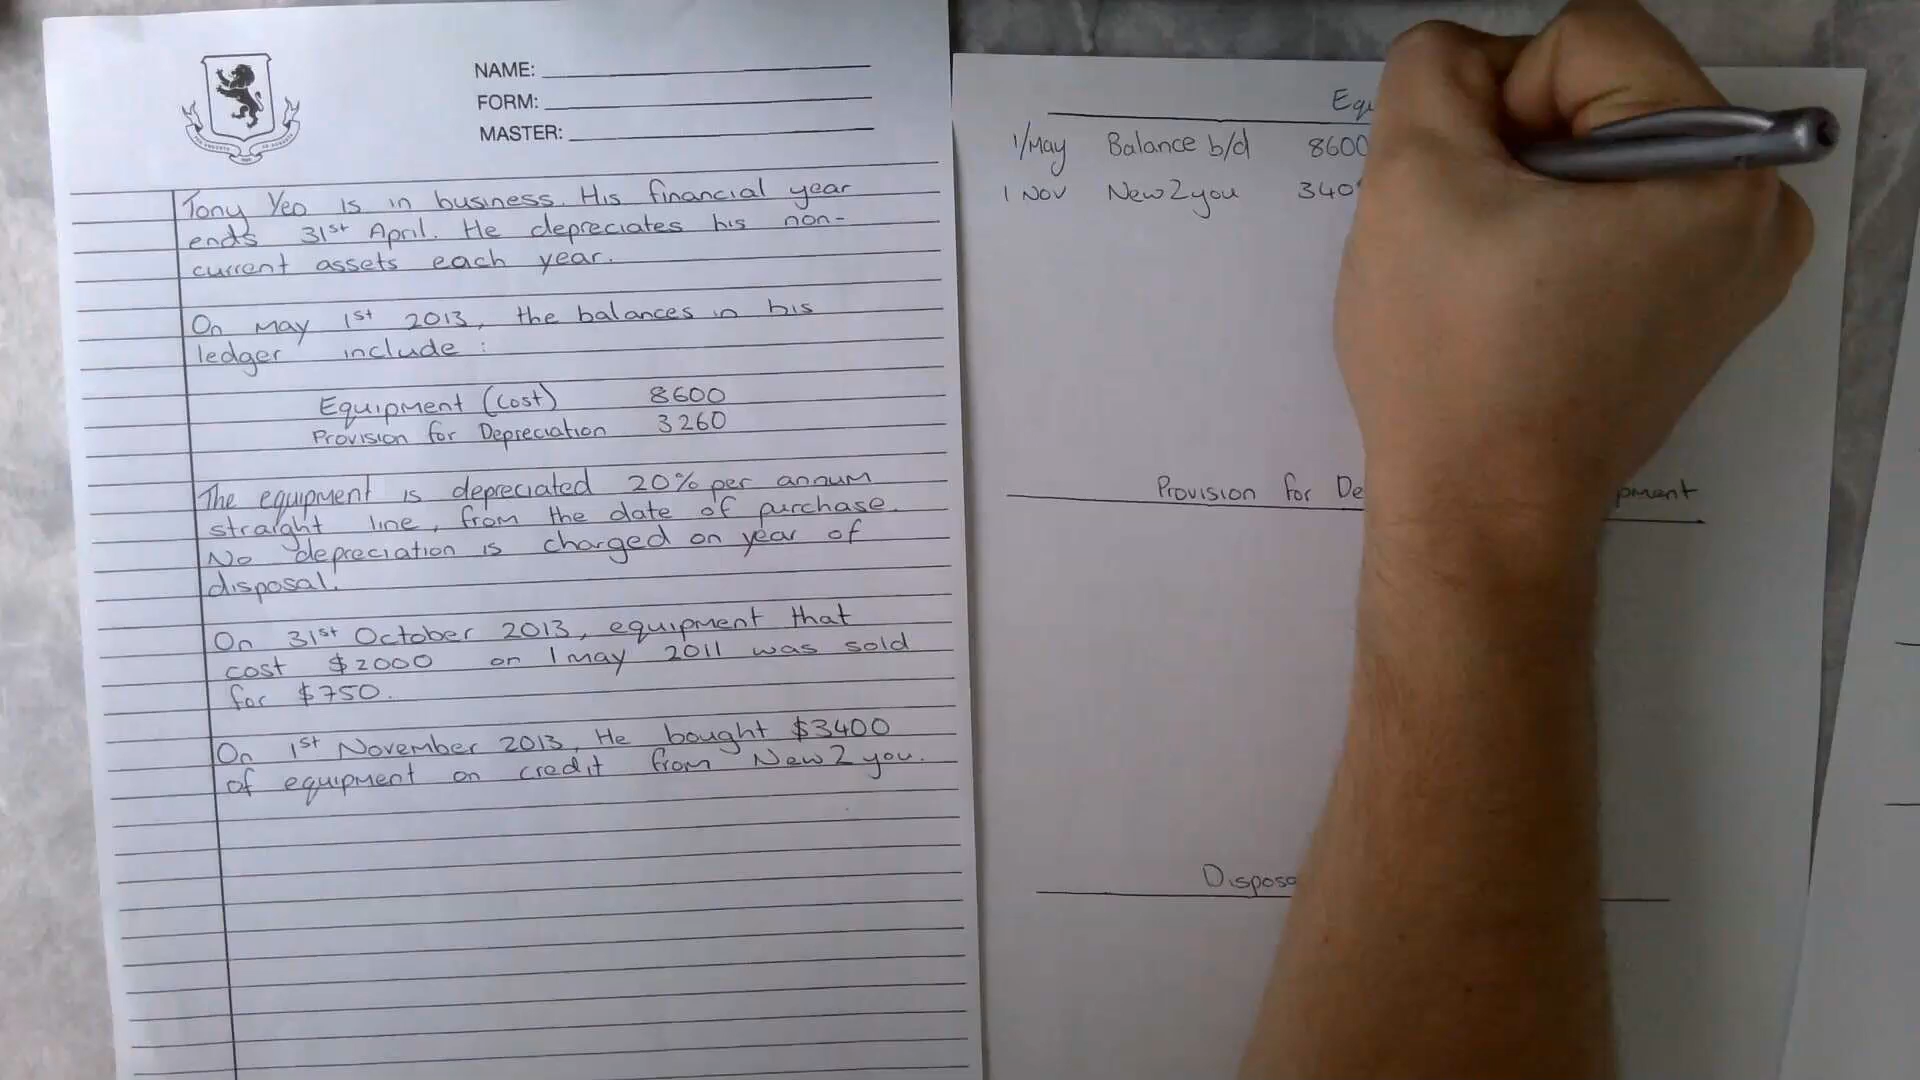 NAME:
FORM:
MASTER:
Tony Yeo is in business. His financial year
ends 31st April. He depreciates his non-
current assets each year.
On May 1st 2013, the balances in his
ledger include :
Equipment (Cost) 8600
Provision for Depreciation 3260
The equipment is depreciated 20% per annum
straight line, from the date of purchase.
No depreciation is charged on year of
disposal.
On 31st October 2013, equipment that
cost $2000 on 1 May 2011 was sold
for $750.
On 1st November 2013, He bought $3400
of equipment on credit from New 2 you.
1/May Balance b/d 8600
1 Nov New 2 you 340
Provision for De